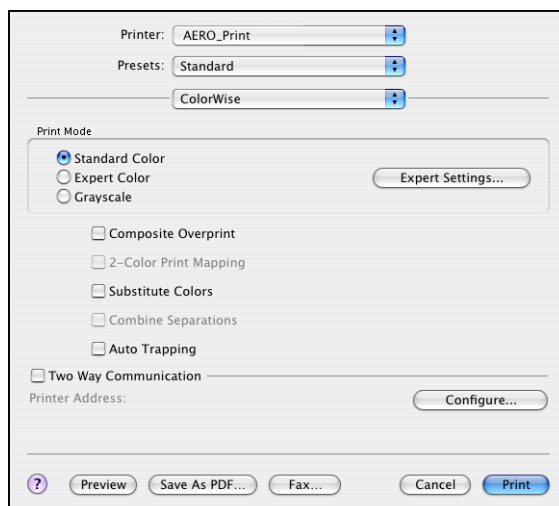 Printer: AERO_Print
Presets: Standard
ColorWise
Print Mode
Standard Color
Expert Color
Expert Settings...
Grayscale
Composite Overprint
2-Color Print Mapping
Substitute Colors
Combine Separations
Auto Trapping
Two Way Communication
Printer Address:
Configure...
? Preview Save As PDF... Fax... Cancel Print